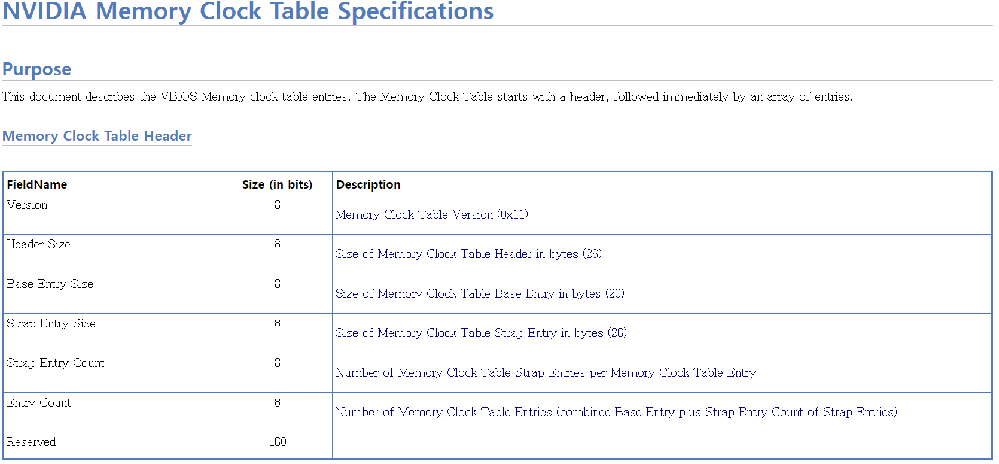 NVIDIA Memory Clock Table Specifications
Purpose
This document describes the VBIOS Memory clock table entries. The Memory Clock Table starts with a header, followed immediately by an array of entries.
Memory Clock Table Header
FieldName Size (in bits) Description
Version 8 Memory Clock Table Version (0x11)
Header Size 8 Size of Memory Clock Table Header in bytes (26)
Base Entry Size 8 Size of Memory Clock Table Base Entry in bytes (20)
Strap Entry Size 8 Size of Memory Clock Table Strap Entry in bytes (26)
Strap Entry Count 8 Number of Memory Clock Table Strap Entries per Memory Clock Table Entry
Entry Count 8 Number of Memory Clock Table Entries (combined Base Entry plus Strap Entry Count of Strap Entries)
Reserved 160